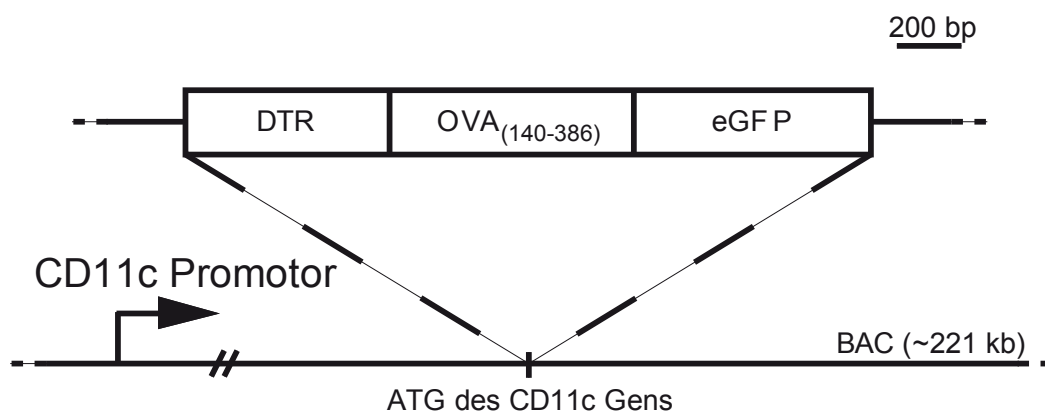 200 bp
DTR
OVA(140-386)
eGFP
CD11c Promotor
BAC (~221 kb)
ATG des CD11c Gens